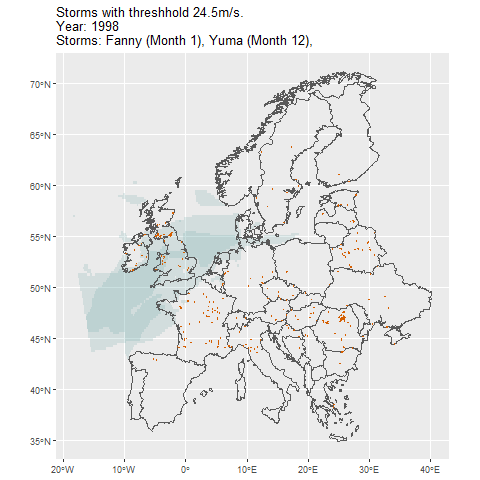 Storms with threshhold 24.5m/s.
Year: 1998
Storms: Fanny (Month 1), Yuma (Month 12),
70°N
65°N
60°N
55°N
50°N
45°N
40°N
35°N
20°W 10°W 0° 10°E 20°E 30°E 40°E